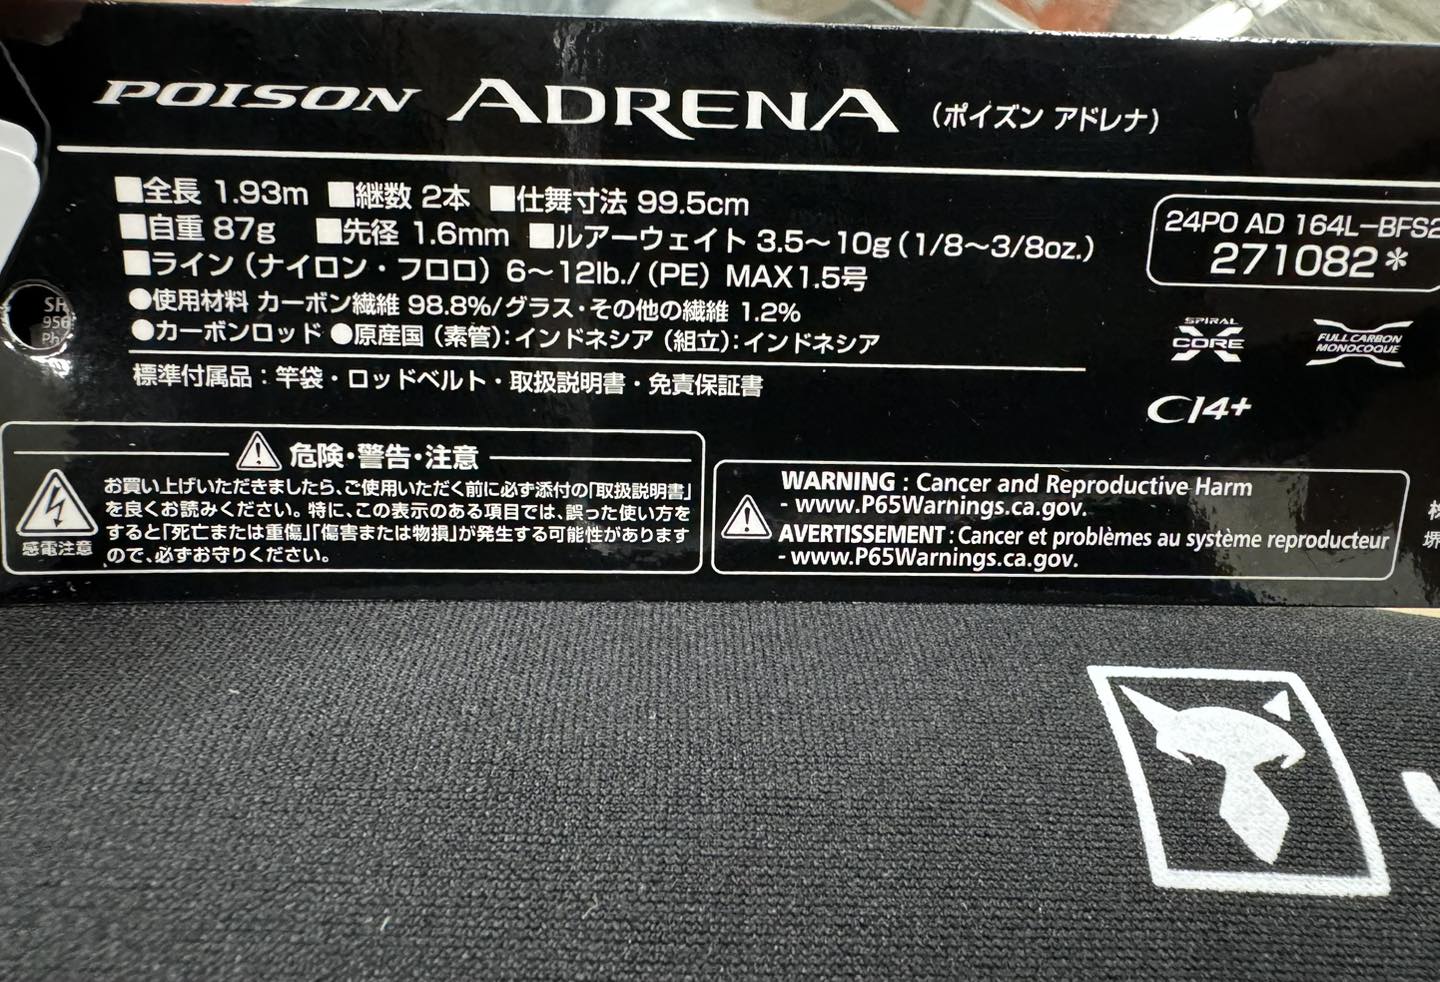 POISON ADRENA (ポイズン アドレナ)
■全長 1.93m ■継数 2本 ■仕舞寸法 99.5cm
■自重 87g ■先径 1.6mm ■ルアーウェイト 3.5～10g(1/8～3/8oz.)
■ライン(ナイロン・フロロ) 6～12lb./(PE) MAX1.5号
●使用材料 カーボン繊維 98.8%/グラス・その他の繊維 1.2%
●カーボンロッド ●原産国(素管):インドネシア(組立):インドネシア
標準付属品:竿袋・ロッドベルト・取扱説明書・免責保証書
24PO AD 164L-BFS2
271082*
SPIRAL
X
CORE
FULL CARBON
MONOCOQUE
CI4+
危険・警告・注意
感電注意
お買い上げいただきましたら、ご使用いただく前に必ず添付の「取扱説明書」
を良くお読みください。特に、この表示のある項目では、誤った使い方を
すると「死亡または重傷」「傷害または物損」が発生する可能性があります
ので、必ずお守りください。
WARNING : Cancer and Reproductive Harm
- www.P65Warnings.ca.gov.
AVERTISSEMENT : Cancer et problèmes au système reproducteur
- www.P65Warnings.ca.gov.